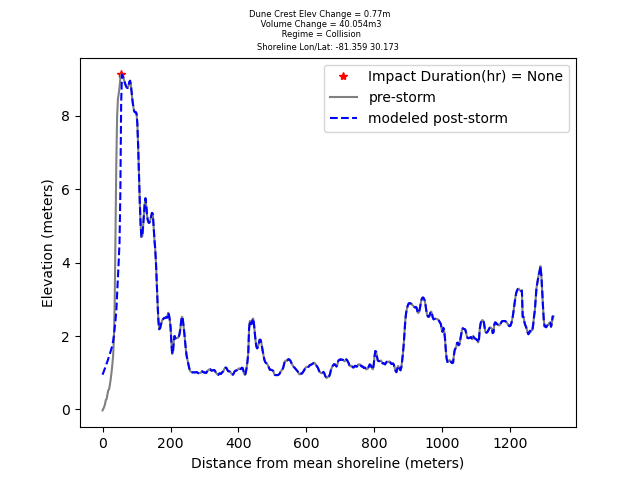 Dune Crest Elev Change = 0.77m
Volume Change = 40.054m3
Regime = Collision
Shoreline Lon/Lat: -81.359 30.173
Impact Duration(hr) = None
pre-storm
modeled post-storm
Elevation (meters)
8
6
4
2
0
0 200 400 600 800 1000 1200
Distance from mean shoreline (meters)